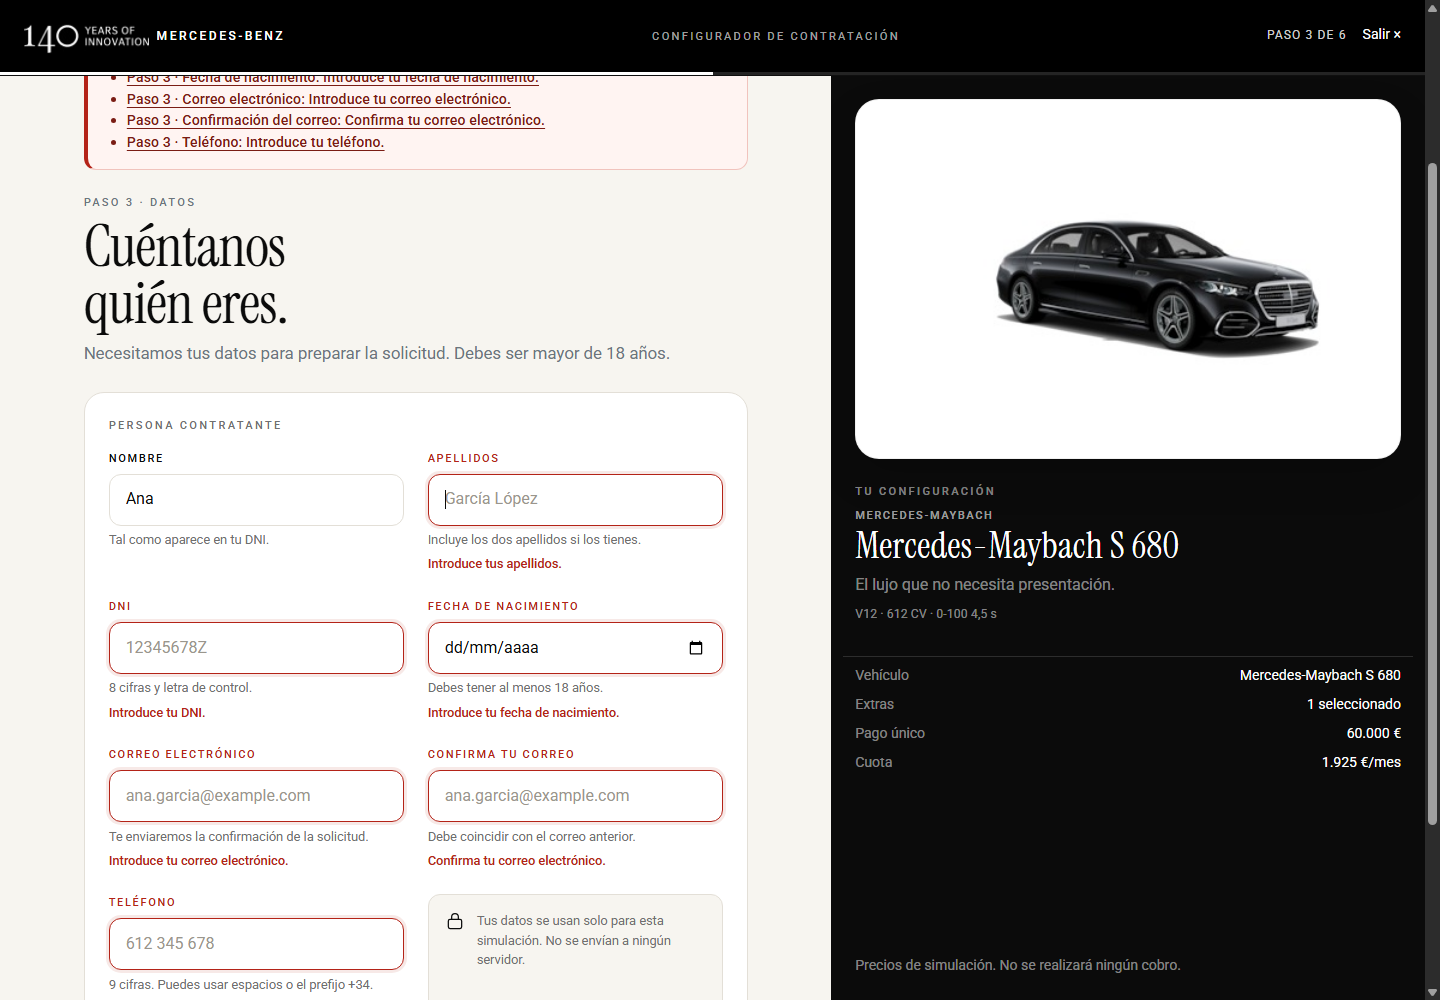 140 YEARS OF INNOVATION MERCEDES-BENZ
CONFIGURADOR DE CONTRATACIÓN
PASO 3 DE 6 Salir ×
Paso 3 · Fecha de nacimiento: Introduce tu fecha de nacimiento.
Paso 3 · Correo electrónico: Introduce tu correo electrónico.
Paso 3 · Confirmación del correo: Confirma tu correo electrónico.
Paso 3 · Teléfono: Introduce tu teléfono.
PASO 3 · DATOS
Cuéntanos
quién eres.
Necesitamos tus datos para preparar la solicitud. Debes ser mayor de 18 años.
PERSONA CONTRATANTE
NOMBRE
Ana
Tal como aparece en tu DNI.
APELLIDOS
García López
Incluye los dos apellidos si los tienes.
Introduce tus apellidos.
DNI
12345678Z
8 cifras y letra de control.
Introduce tu DNI.
FECHA DE NACIMIENTO
dd/mm/aaaa
Debes tener al menos 18 años.
Introduce tu fecha de nacimiento.
CORREO ELECTRÓNICO
ana.garcia@example.com
Te enviaremos la confirmación de la solicitud.
Introduce tu correo electrónico.
CONFIRMA TU CORREO
ana.garcia@example.com
Debe coincidir con el correo anterior.
Confirma tu correo electrónico.
TELÉFONO
612 345 678
9 cifras. Puedes usar espacios o el prefijo +34.
Tus datos se usan solo para esta
simulación. No se envían a ningún
servidor.
TU CONFIGURACIÓN
MERCEDES-MAYBACH
Mercedes-Maybach S 680
El lujo que no necesita presentación.
V12 · 612 CV · 0-100 4,5 s
Vehículo Mercedes-Maybach S 680
Extras 1 seleccionado
Pago único 60.000 €
Cuota 1.925 €/mes
Precios de simulación. No se realizará ningún cobro.